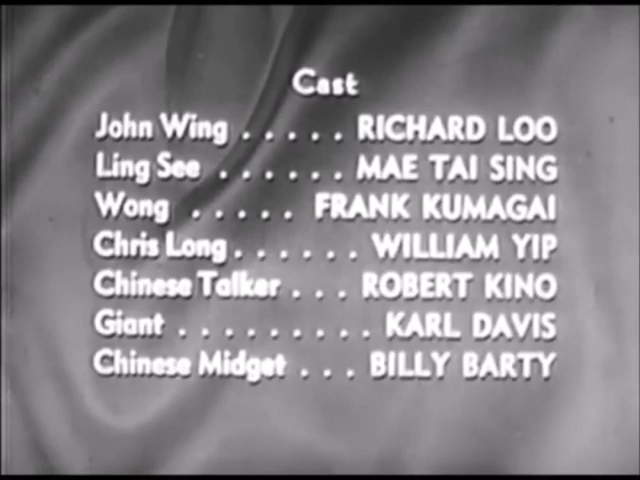 Cast
John Wing . . . . . RICHARD LOO
Ling See . . . . . . MAE TAI SING
Wong . . . . . FRANK KUMAGAI
Chris Long . . . . . . WILLIAM YIP
Chinese Talker . . . ROBERT KINO
Giant . . . . . . . . . KARL DAVIS
Chinese Midget . . . BILLY BARTY